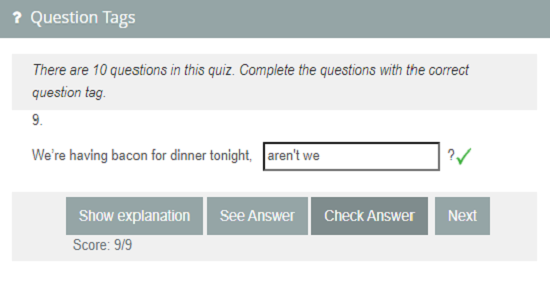 ? Question Tags
There are 10 questions in this quiz. Complete the questions with the correct
question tag.
9.
We're having bacon for dinner tonight, aren't we ?
Show explanation See Answer Check Answer Next
Score: 9/9